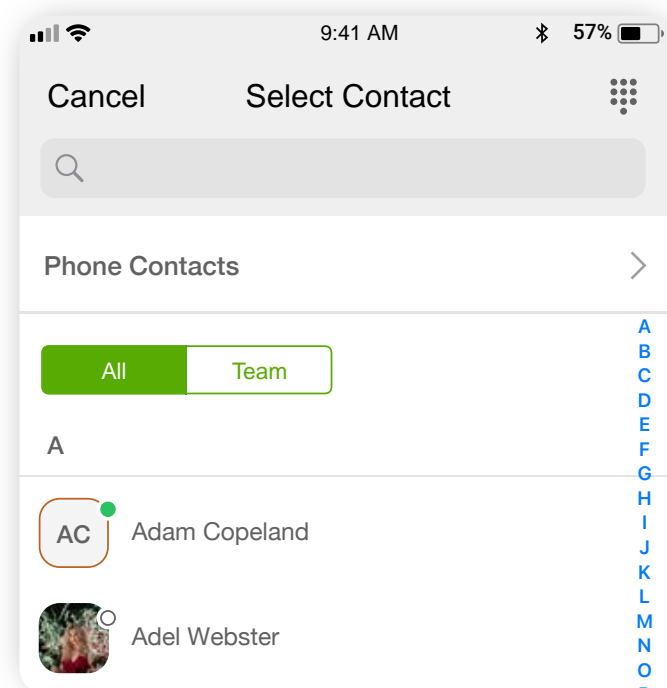 9:41 AM 57%
Cancel Select Contact
Phone Contacts
All Team
A
AC Adam Copeland
Adel Webster
A
B
C
D
E
F
G
H
I
J
K
L
M
N
O